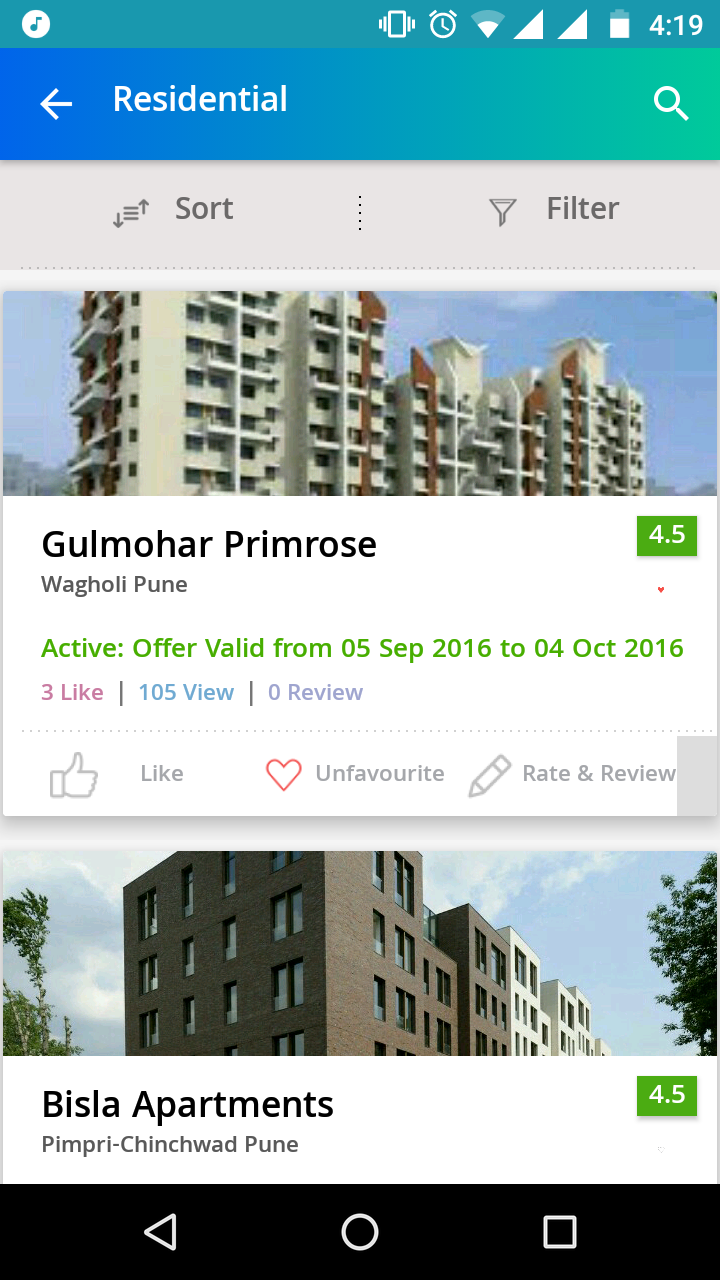 4:19
Residential
Sort
Filter
Gulmohar Primrose
4.5
Wagholi Pune
Active: Offer Valid from 05 Sep 2016 to 04 Oct 2016
3 Like | 105 View | 0 Review
Like
Unfavourite
Rate & Review
Bisla Apartments
4.5
Pimpri-Chinchwad Pune